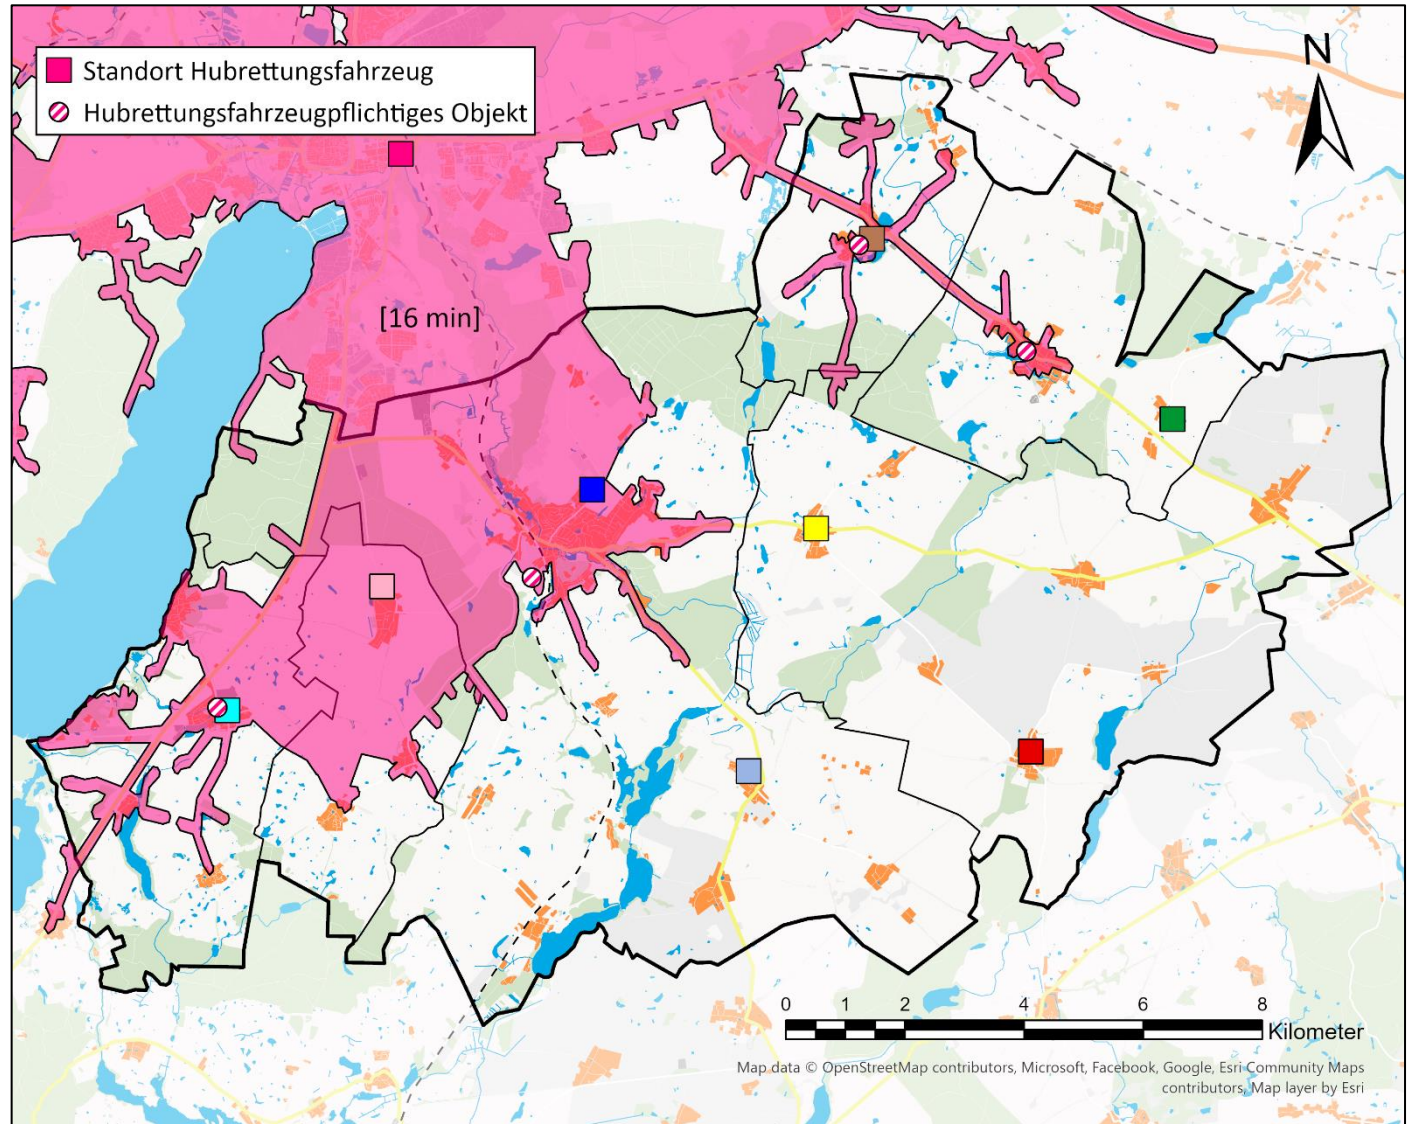 Standort Hubrettungsfahrzeug
Hubrettungsfahrzeugpflichtiges Objekt
N
[16 min]
0 1 2 4 6 8
Kilometer
Map data © OpenStreetMap contributors, Microsoft, Facebook, Google, Esri Community Maps
contributors, Map layer by Esri